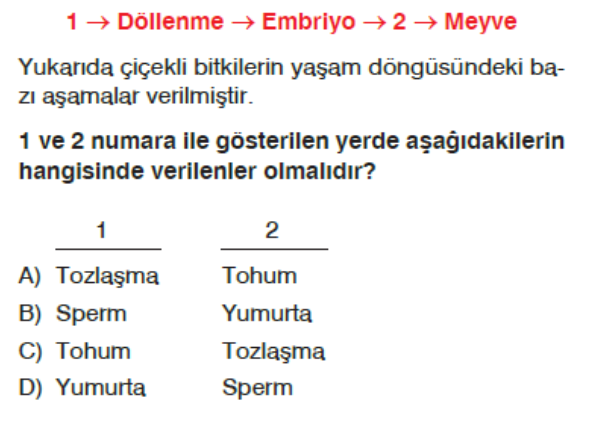 1 → Döllenme → Embriyo → 2 → Meyve
Yukarıda çiçekli bitkilerin yaşam döngüsündeki ba-
zı aşamalar verilmiştir.
1 ve 2 numara ile gösterilen yerde aşağıdakilerin
hangisinde verilenler olmalıdır?
1 2
A) Tozlaşma Tohum
B) Sperm Yumurta
C) Tohum Tozlaşma
D) Yumurta Sperm